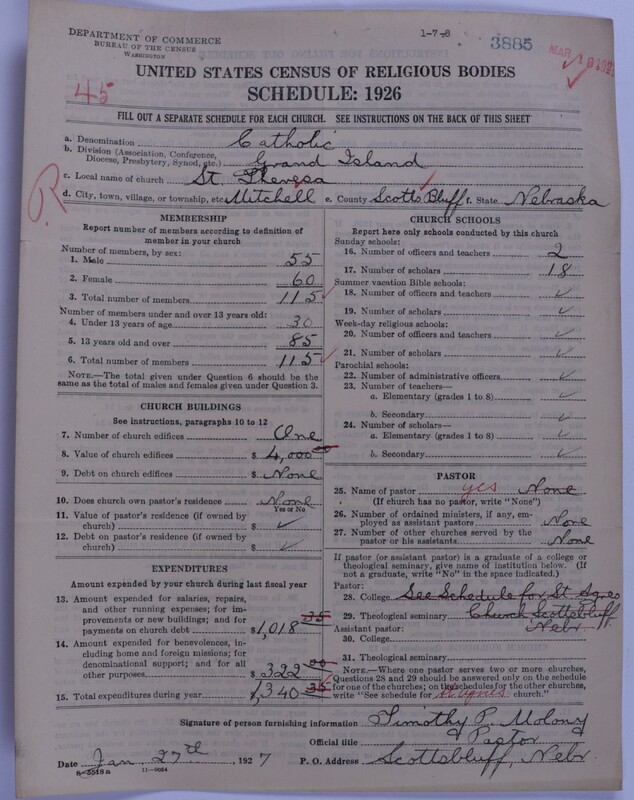 DEPARTMENT OF COMMERCE
BUREAU OF THE CENSUS
WASHINGTON
1-7-6
3885
UNITED STATES CENSUS OF RELIGIOUS BODIES
SCHEDULE: 1926
45
FILL OUT A SEPARATE SCHEDULE FOR EACH CHURCH. SEE INSTRUCTIONS ON THE BACK OF THIS SHEET
a. Denomination Catholic
b. Division (Association, Conference, Diocese, Presbytery, Synod, etc.) Grand Island
c. Local name of church St. Theresa
d. City, town, village, or township, etc. Mitchell e. County Scotts Bluff f. State Nebraska
MEMBERSHIP
Report number of members according to definition of
member in your church
Number of members, by sex:
1. Male 55
2. Female 60
3. Total number of members 115
Number of members under and over 13 years old:
4. Under 13 years of age 30
5. 13 years old and over 85
6. Total number of members 115
NOTE.—The total given under Question 6 should be
the same as the total of males and females given under Question 3.
CHURCH BUILDINGS
See instructions, paragraphs 10 to 12
7. Number of church edifices One
8. Value of church edifices $ 4,000 00
9. Debt on church edifices $ None
10. Does church own pastor's residence None
Yes or No
11. Value of pastor's residence (if owned by
church) $ ✓
12. Debt on pastor's residence (if owned by
church) $ ✓
EXPENDITURES
Amount expended by your church during last fiscal year
13. Amount expended for salaries, repairs,
and other running expenses; for im-
provements or new buildings; and for
payments on church debt $1,018 35
14. Amount expended for benevolences, in-
cluding home and foreign missions; for
denominational support; and for all
other purposes $ 322 00
15. Total expenditures during year $1,340 35
CHURCH SCHOOLS
Report here only schools conducted by this church
Sunday schools:
16. Number of officers and teachers 2
17. Number of scholars 18
Summer vacation Bible schools:
18. Number of officers and teachers ✓
19. Number of scholars ✓
Week-day religious schools:
20. Number of officers and teachers ✓
21. Number of scholars ✓
Parochial schools:
22. Number of administrative officers ✓
23. Number of teachers—
a. Elementary (grades 1 to 8) ✓
b. Secondary ✓
24. Number of scholars—
a. Elementary (grades 1 to 8) ✓
b. Secondary ✓
PASTOR
25. Name of pastor yes None
(If church has no pastor, write "None")
26. Number of ordained ministers, if any, em-
ployed as assistant pastors None
27. Number of other churches served by the
pastor or his assistants None
If pastor (or assistant pastor) is a graduate of a college or
theological seminary, give name of institution below. (If
not a graduate, write "No" in the space indicated.)
Pastor:
28. College See Schedule for St Agnes
29. Theological seminary Church Scottsbluff
Assistant pastor: Nebr.
30. College
31. Theological seminary
NOTE.—Where one pastor serves two or more churches,
Questions 28 and 29 should be answered only on the schedule
for one of the churches; on the schedules for the other churches,
write "See schedule for Agnes church."
Signature of person furnishing information Timothy P. Molony
Official title Pastor
Date Jan 27th, 1927 P. O. Address Scottsbluff, Nebr.
8-5518a 11-9064